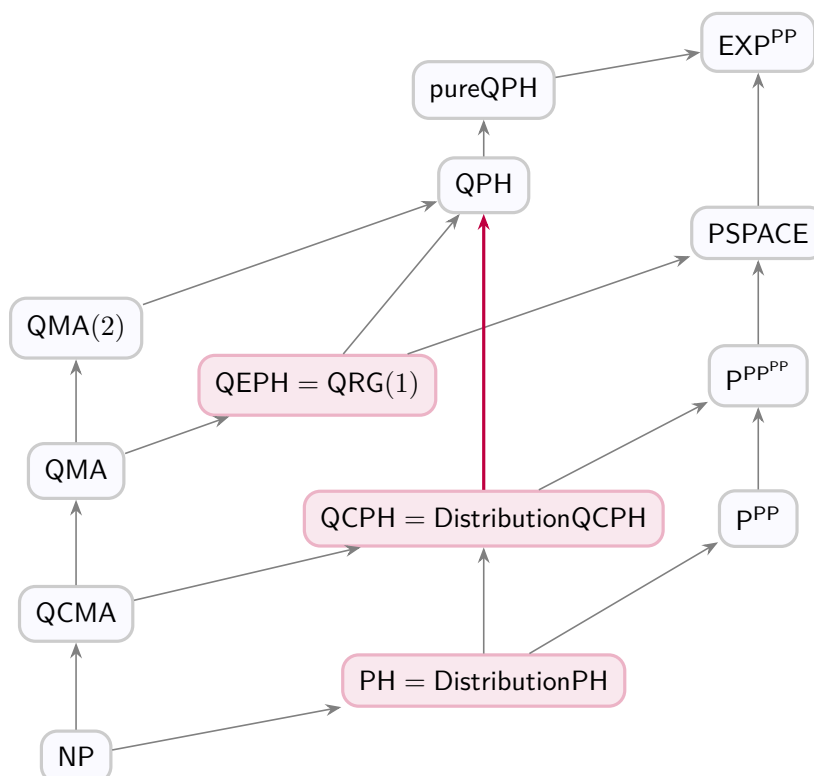 EXP^PP
pureQPH
QPH
PSPACE
QMA(2)
QEPH = QRG(1)
P^PP^PP
QMA
QCPH = DistributionQCPH
P^PP
QCMA
PH = DistributionPH
NP